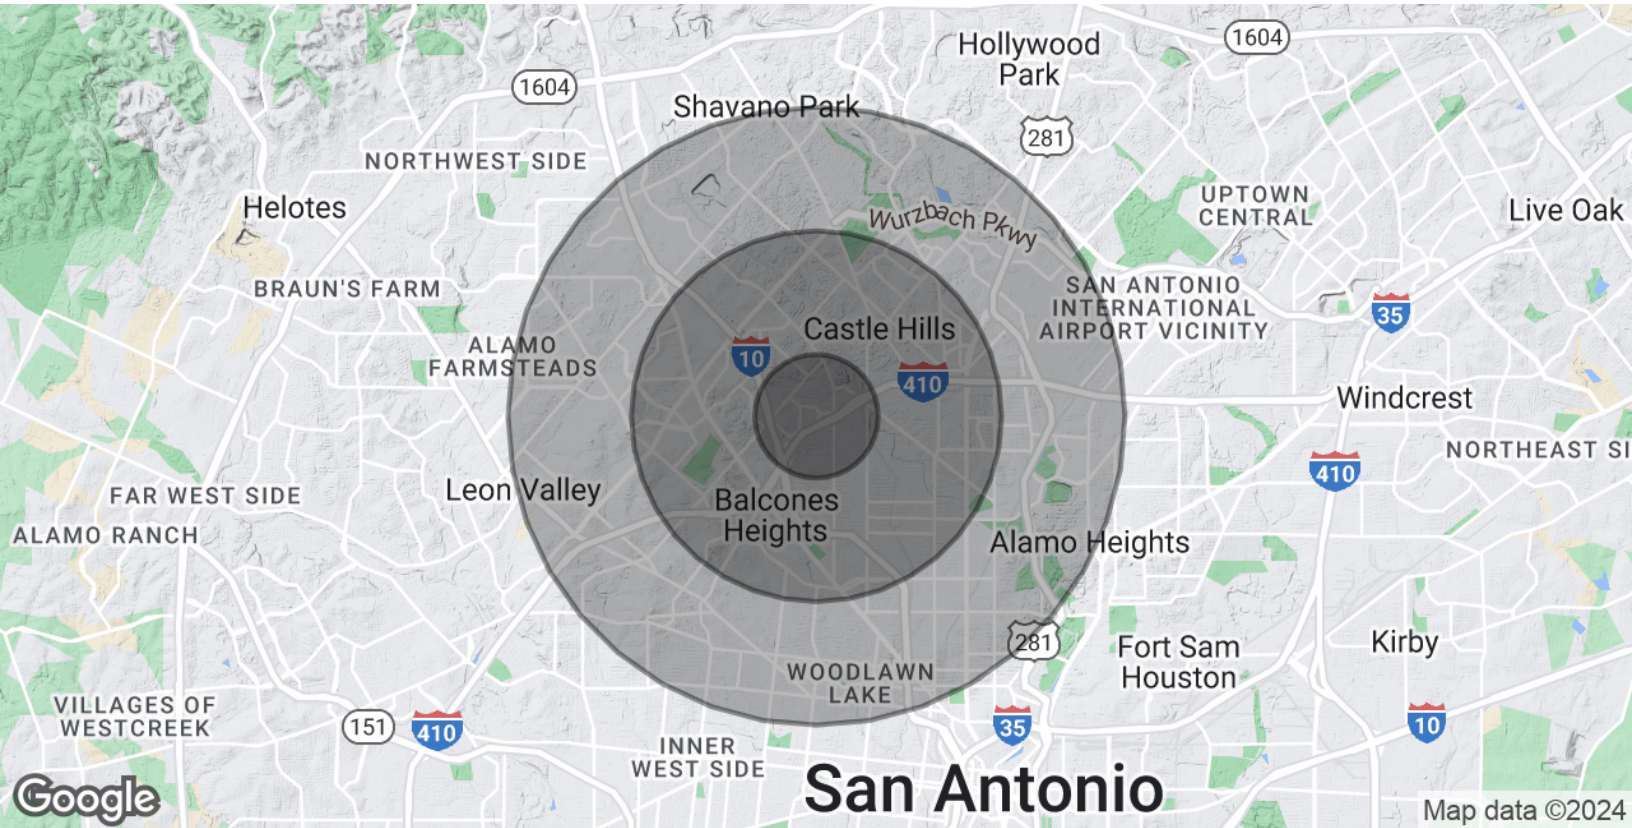 Hollywood
Park
1604
1604
Shavano Park
281
NORTHWEST SIDE
UPTOWN
CENTRAL
Helotes
Live Oak
Wurzbach Pkwy
BRAUN'S FARM
SAN ANTONIO
INTERNATIONAL
AIRPORT VICINITY
35
Castle Hills
ALAMO
FARMSTEADS
10
410
Windcrest
NORTHEAST SI
410
Leon Valley
FAR WEST SIDE
Balcones
Heights
ALAMO RANCH
Alamo Heights
281
Fort Sam
Houston
Kirby
WOODLAWN
LAKE
VILLAGES OF
WESTCREEK
151
410
35
10
INNER
WEST SIDE
San Antonio
Google
Map data ©2024